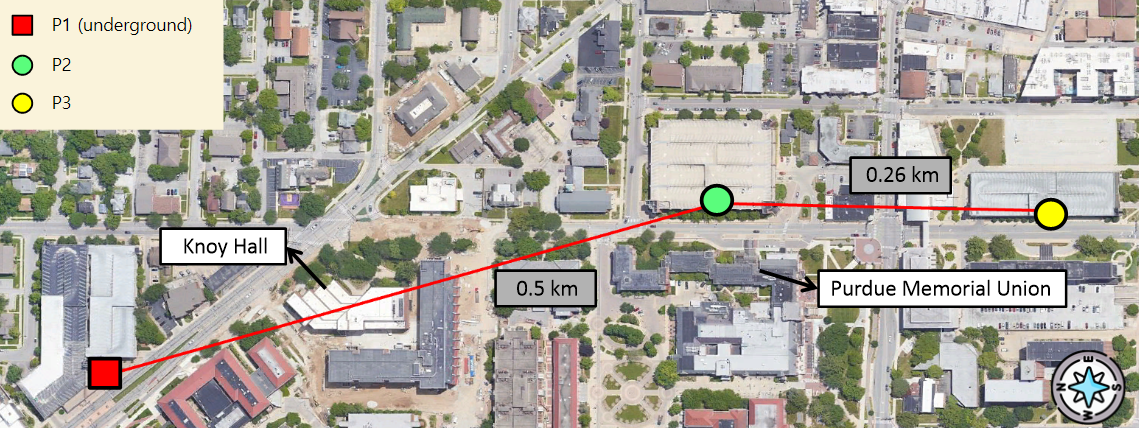 P1 (underground)
P2
P3
0.26 km
Knoy Hall
0.5 km
Purdue Memorial Union
E
N S
W